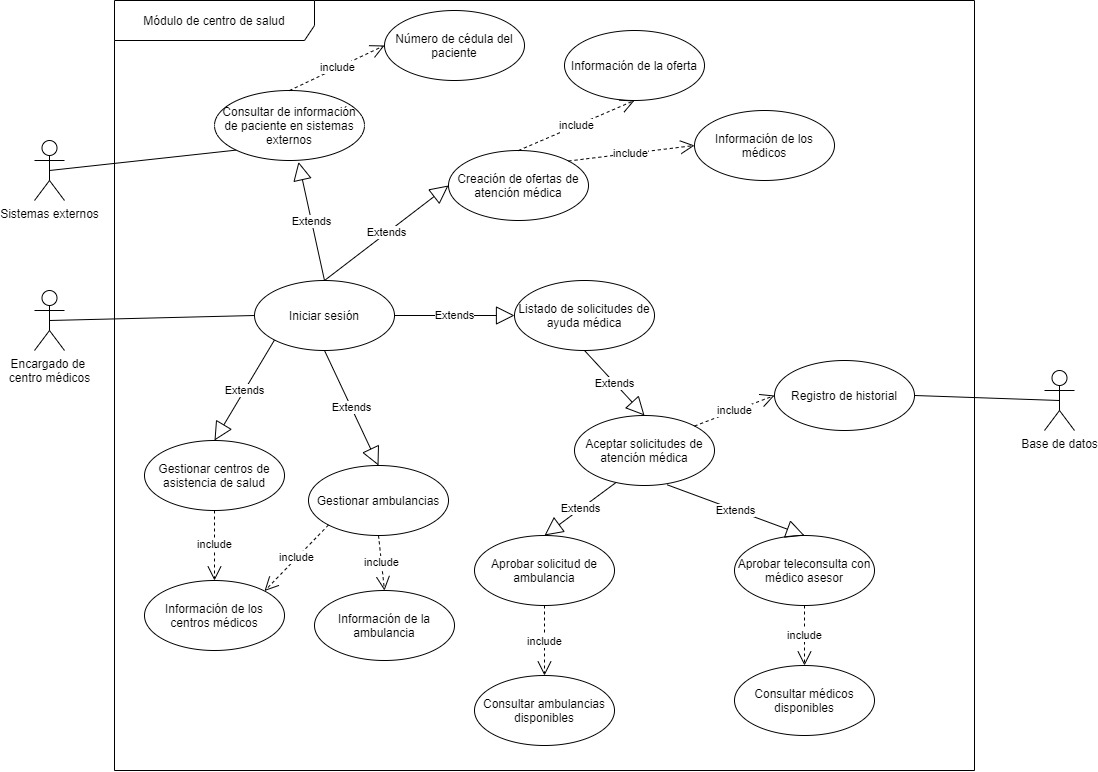 Módulo de centro de salud
Número de cédula del
paciente
include
Información de la oferta
Consultar de información
de paciente en sistemas
externos
include
Información de los
médicos
include
Sistemas externos
Creación de ofertas de
atención médica
Extends
Extends
Iniciar sesión
Extends
Listado de solicitudes de
ayuda médica
Encargado de
centro médicos
Extends
Extends
Extends
include
Registro de historial
Base de datos
Aceptar solicitudes de
atención médica
Gestionar centros de
asistencia de salud
Gestionar ambulancias
Extends
Extends
include
include
include
Aprobar solicitud de
ambulancia
Aprobar teleconsulta con
médico asesor
Información de los
centros médicos
Información de la
ambulancia
include
include
Consultar ambulancias
disponibles
Consultar médicos
disponibles